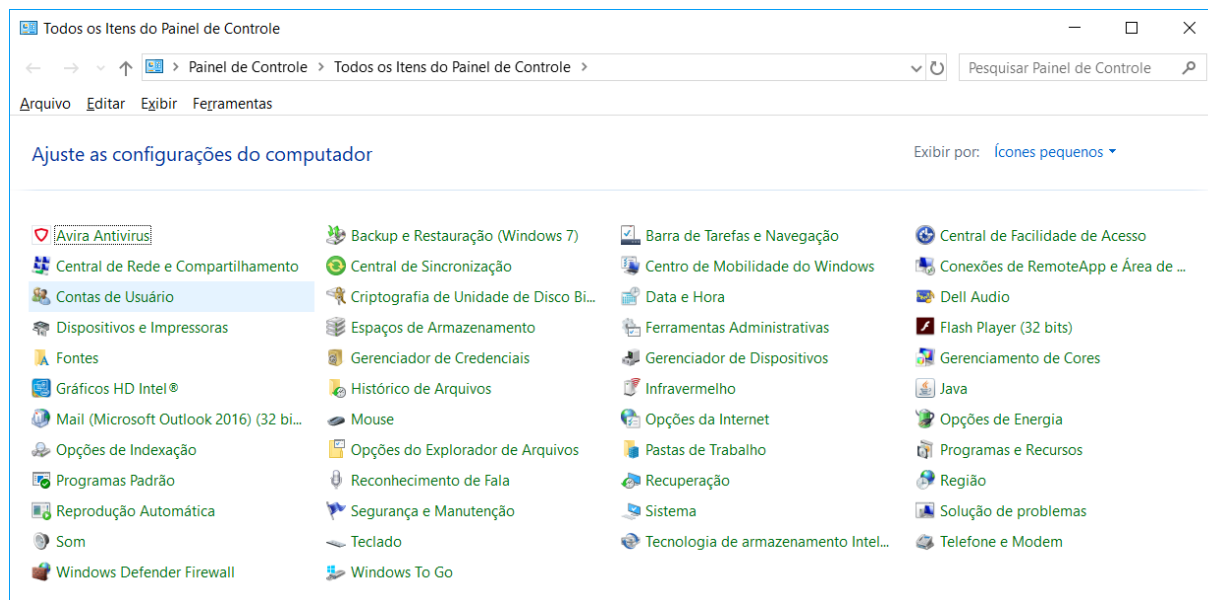 Todos os Itens do Painel de Controle
Painel de Controle > Todos os Itens do Painel de Controle >
Pesquisar Painel de Controle
Arquivo Editar Exibir Ferramentas
Ajuste as configurações do computador
Exibir por: Ícones pequenos
Avira Antivirus Backup e Restauração (Windows 7) Barra de Tarefas e Navegação Central de Facilidade de Acesso
Central de Rede e Compartilhamento Central de Sincronização Centro de Mobilidade do Windows Conexões de RemoteApp e Área de ...
Contas de Usuário Criptografia de Unidade de Disco Bi... Data e Hora Dell Audio
Dispositivos e Impressoras Espaços de Armazenamento Ferramentas Administrativas Flash Player (32 bits)
Fontes Gerenciador de Credenciais Gerenciador de Dispositivos Gerenciamento de Cores
Gráficos HD Intel® Histórico de Arquivos Infravermelho Java
Mail (Microsoft Outlook 2016) (32 bi... Mouse Opções da Internet Opções de Energia
Opções de Indexação Opções do Explorador de Arquivos Pastas de Trabalho Programas e Recursos
Programas Padrão Reconhecimento de Fala Recuperação Região
Reprodução Automática Segurança e Manutenção Sistema Solução de problemas
Som Teclado Tecnologia de armazenamento Intel... Telefone e Modem
Windows Defender Firewall Windows To Go